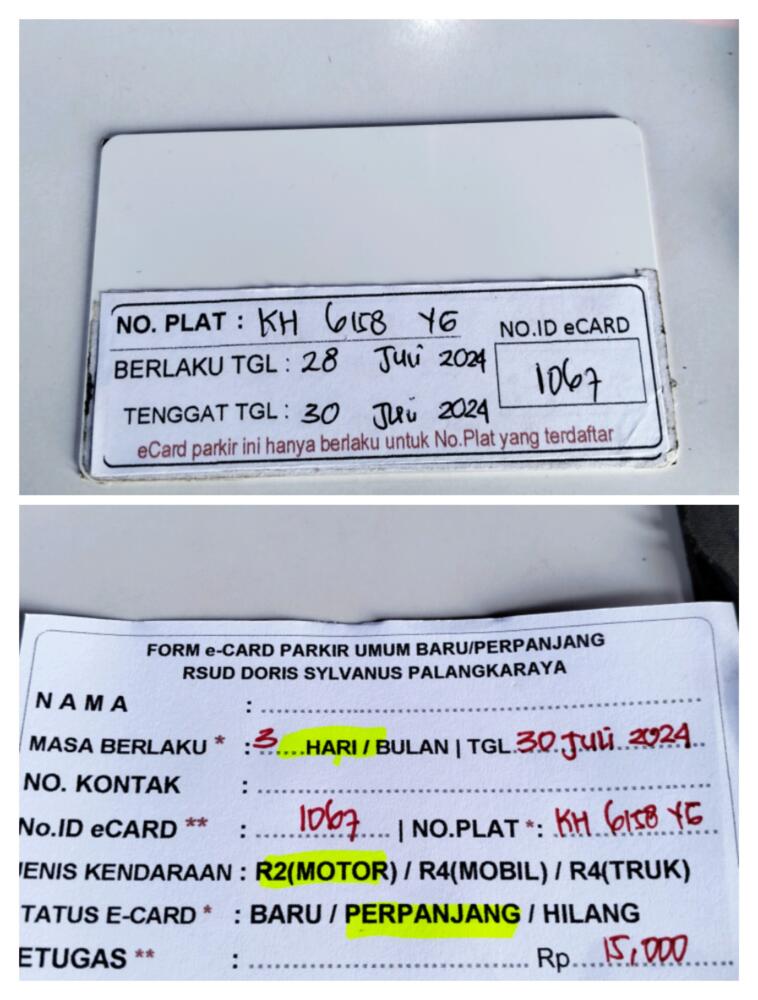 NO. PLAT : KH 6158 YE
NO.ID eCARD
BERLAKU TGL : 28 Juli 2024
1067
TENGGAT TGL : 30 Juli 2024
eCard parkir ini hanya berlaku untuk No.Plat yang terdaftar
FORM e-CARD PARKIR UMUM BARU/PERPANJANG
RSUD DORIS SYLVANUS PALANGKARAYA
NAMA :
MASA BERLAKU * : 3 HARI / BULAN | TGL. 30 Juli 2024
NO. KONTAK :
No.ID eCARD ** : 1067 | NO.PLAT *: KH 6158 YE
JENIS KENDARAAN : R2(MOTOR) / R4(MOBIL) / R4(TRUK)
TATUS E-CARD * : BARU / PERPANJANG / HILANG
ETUGAS ** : Rp. 15,000